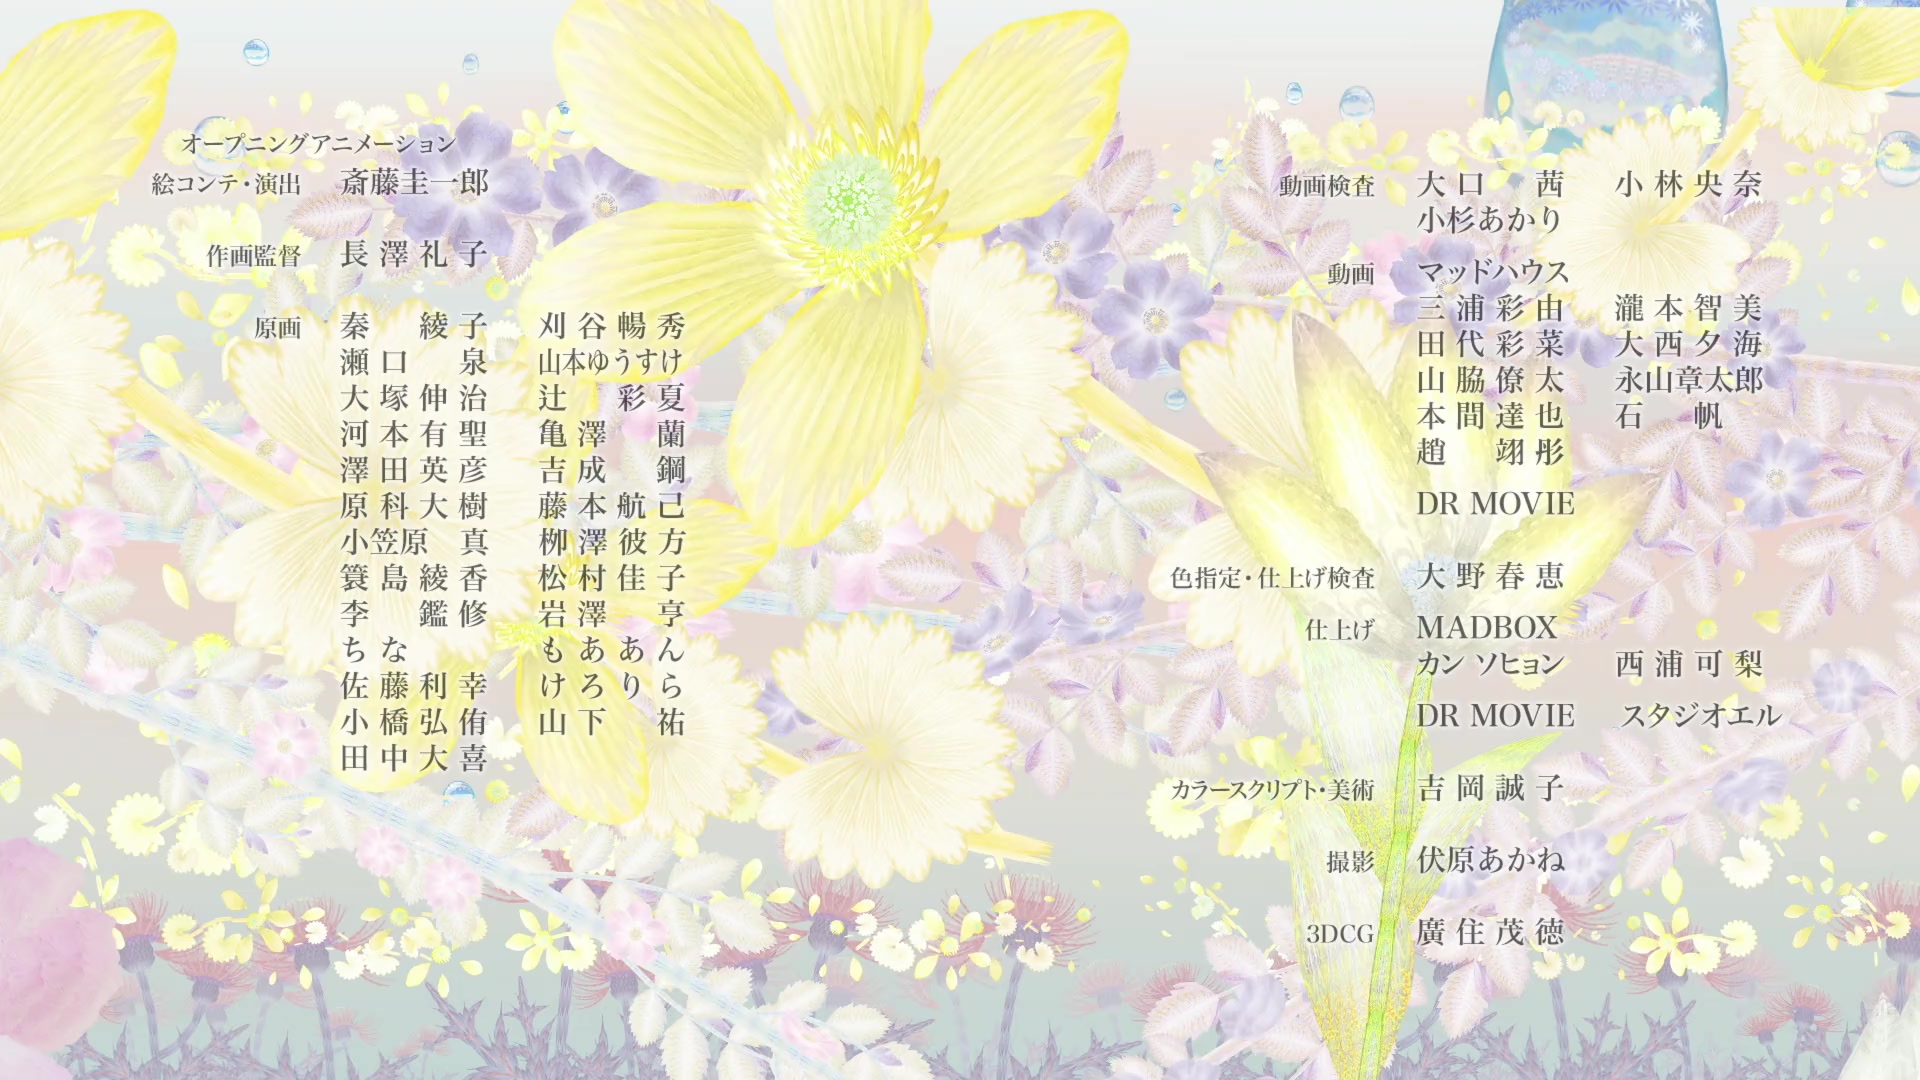 オープニングアニメーション
絵コンテ・演出 斎藤圭一郎
作画監督 長澤礼子
原画 秦 綾子 刈谷暢秀
瀬口 泉 山本ゆうすけ
大塚伸治 辻 彩夏
河本有聖 亀澤 蘭
澤田英彦 吉成 鋼
原科大樹 藤本航己
小笠原 真 栁澤彼方
簑島綾香 松村佳子
李 鑑修 岩澤 亨
ちな もああん
佐藤利幸 けろりら
小橋弘侑 山下 祐
田中大喜
動画検査 大口 茜 小林央奈
小杉あかり
動画 マッドハウス
三浦彩由 瀧本智美
田代彩菜 大西夕海
山脇僚太 永山章太郎
本間達也 石 帆
趙 翊彤
DR MOVIE
色指定・仕上げ検査 大野春恵
仕上げ MADBOX
カン ソヒョン 西浦可梨
DR MOVIE スタジオエル
カラースクリプト・美術 吉岡誠子
撮影 伏原あかね
3DCG 廣住茂徳